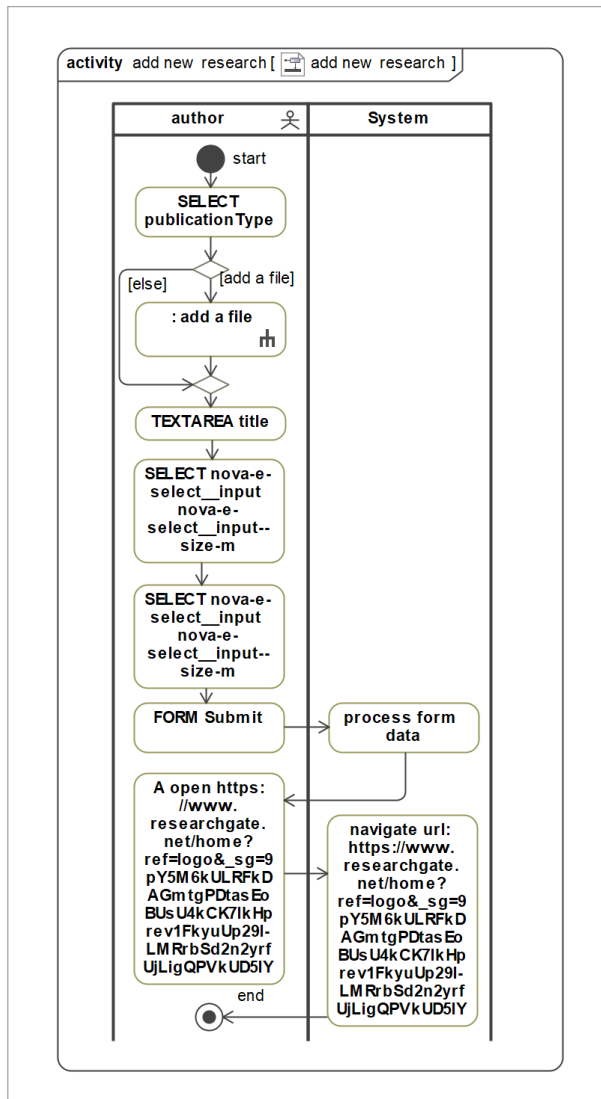 activity add new research [ add new research ]
author
System
start
SELECT
publicationType
[else]
[add a file]
: add a file
TEXTAREA title
SELECT nova-e-
select__input
nova-e-
select__input--
size-m
SELECT nova-e-
select__input
nova-e-
select__input--
size-m
FORM Submit
process form
data
A open https:
//www.
researchgate.
net/home?
ref=logo&_sg=9
pY5M6kULRFkD
AGmtgPDtasEo
BUsU4kCK7IkHp
rev1FkyuUp29I-
LMRrbSd2n2yrf
UjLigQPVkUD5IY
navigate url:
https://www.
researchgate.
net/home?
ref=logo&_sg=9
pY5M6kULRFkD
AGmtgPDtasEo
BUsU4kCK7IkHp
rev1FkyuUp29I-
LMRrbSd2n2yrf
UjLigQPVkUD5IY
end